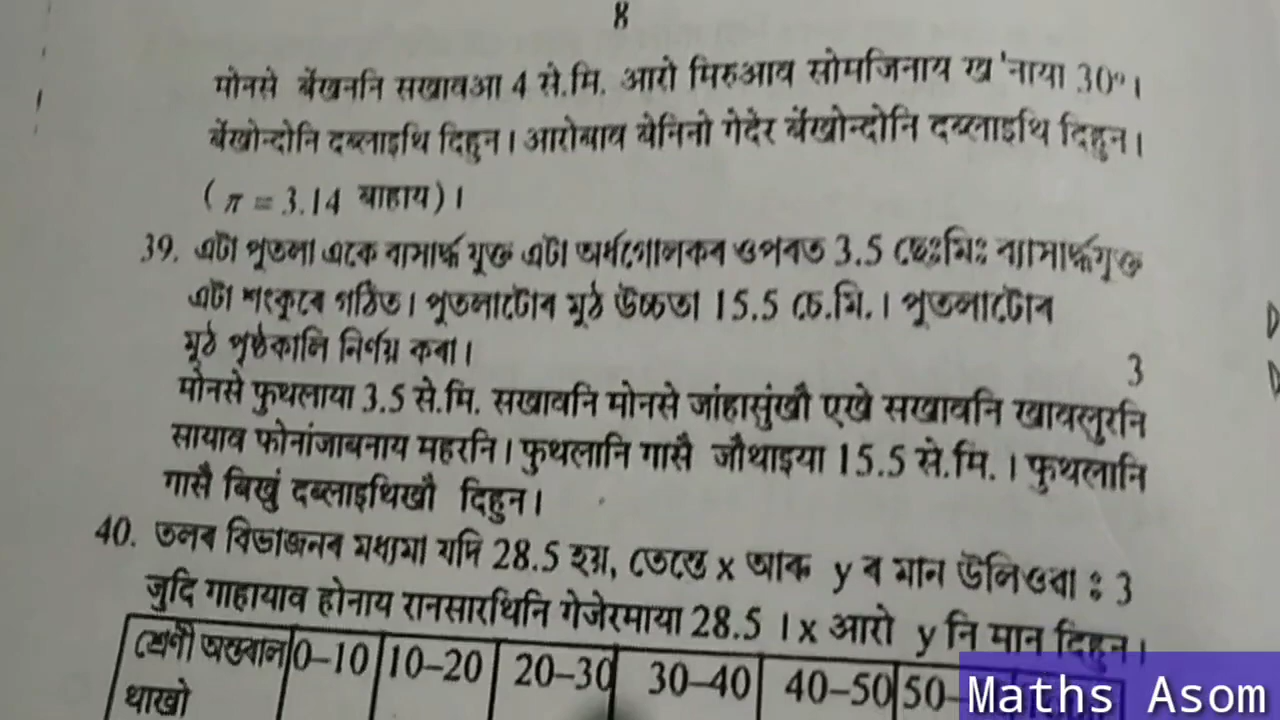 8
मोनसे बेंखननि सखावआ 4 से.मि. आरो मिरुआव सोमजिनाय ख'नाया 30°।
बेंखोन्दोनि दब्लाइथि दिहुन। आरोबाव बेनिनो गेदेर बेंखोन्दोनि दब्लाइथि दिहुन।
( π = 3.14 बाहाय)।
39. এটা পুতলা একে ব্যাসাৰ্দ্ধ যুক্ত এটা অৰ্ধগোলকৰ ওপৰত 3.5 ছেঃমিঃ ব্যাসাৰ্দ্ধযুক্ত
এটা শংকুৰে গঠিত। পুতলাটোৰ মুঠ উচ্চতা 15.5 চে.মি.। পুতলাটোৰ
মুঠ পৃষ্ঠকালি নিৰ্ণয় কৰা। 3
मोनसे फुथलाया 3.5 से.मि. सखावनि मोनसे जांहासुंखौ एखे सखावनि खावलुरनि
सायाव फोनांजाबनाय महरनि। फुथलानि गासै जौथाइया 15.5 से.मि.। फुथलानि
गासै बिखुं दब्लाइथिखौ दिहुन।
40. তলৰ বিভাজনৰ মধ্যমা যদি 28.5 হয়, তেন্তে x আৰু y ৰ মান উলিওৱা : 3
जुदि गाहायाव होनाय रानसारथिनि गेजेरमाया 28.5 । x आरो y नि मान दिहुन।
শ্ৰেণী অন্তৰাল 0–10 10–20 20–30 30–40 40–50 50–
थाखो
Maths Asom